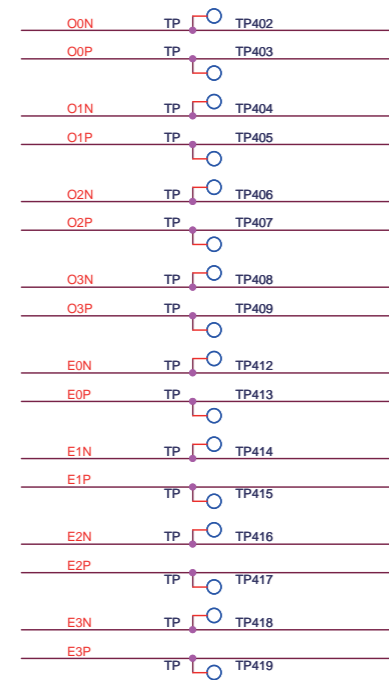 O0N TP TP402
O0P TP TP403
O1N TP TP404
O1P TP TP405
O2N TP TP406
O2P TP TP407
O3N TP TP408
O3P TP TP409
E0N TP TP412
E0P TP TP413
E1N TP TP414
E1P
TP TP415
E2N TP TP416
E2P
TP TP417
E3N TP TP418
E3P
TP TP419